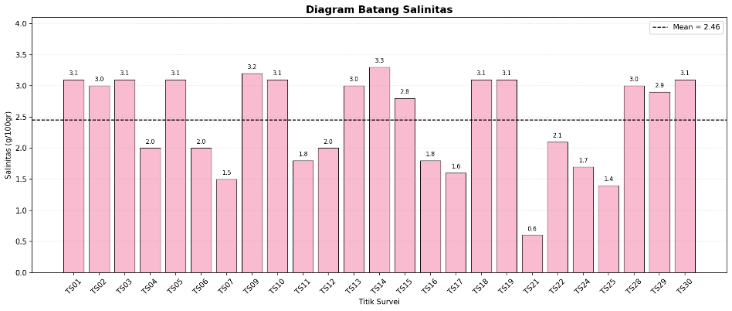 Diagram Batang Salinitas
Mean = 2.46
Salinitas (g/100gr)
4.0
3.5
3.0
2.5
2.0
1.5
1.0
0.5
0.0
3.1 3.0 3.1 2.0 3.1 2.0 1.5 3.2 3.1 1.8 2.0 3.0 3.3 2.8 1.8 1.6 3.1 3.1 0.6 2.1 1.7 1.4 3.0 2.9 3.1
TS01 TS02 TS03 TS04 TS05 TS06 TS07 TS09 TS10 TS11 TS12 TS13 TS14 TS15 TS16 TS17 TS18 TS19 TS21 TS22 TS24 TS25 TS28 TS29 TS30
Titik Survei